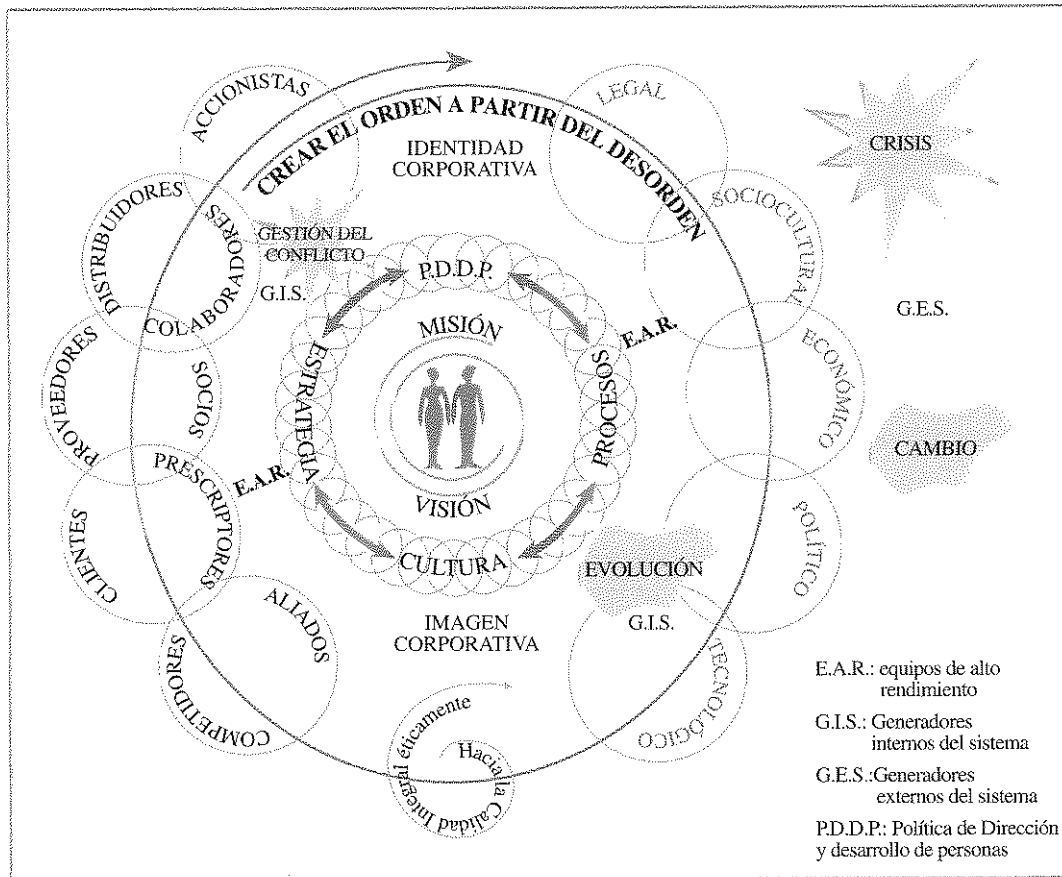 ACCIONISTAS
LEGAL
CREAR EL ORDEN A PARTIR DEL DESORDEN
IDENTIDAD
CORPORATIVA
CRISIS
DISTRIBUIDORES
COLABORADORES
GESTIÓN DEL
CONFLICTO
G.I.S.
SOCIOCULTURAL
G.E.S.
P.D.D.P.
MISIÓN
E.A.R.
ESTRATEGIA
PROCESOS
PROVEEDORES
SOCIOS
ECONÓMICO
CAMBIO
PRESCRIPTORES
E.A.R.
VISIÓN
CLIENTES
POLÍTICO
CULTURA
EVOLUCIÓN
G.I.S.
IMAGEN
CORPORATIVA
ALIADOS
COMPETIDORES
TECNOLÓGICO
Hacia la Calidad Integral éticamente
E.A.R.: equipos de alto
rendimiento
G.I.S.: Generadores
internos del sistema
G.E.S.:Generadores
externos del sistema
P.D.D.P.: Política de Dirección
y desarrollo de personas